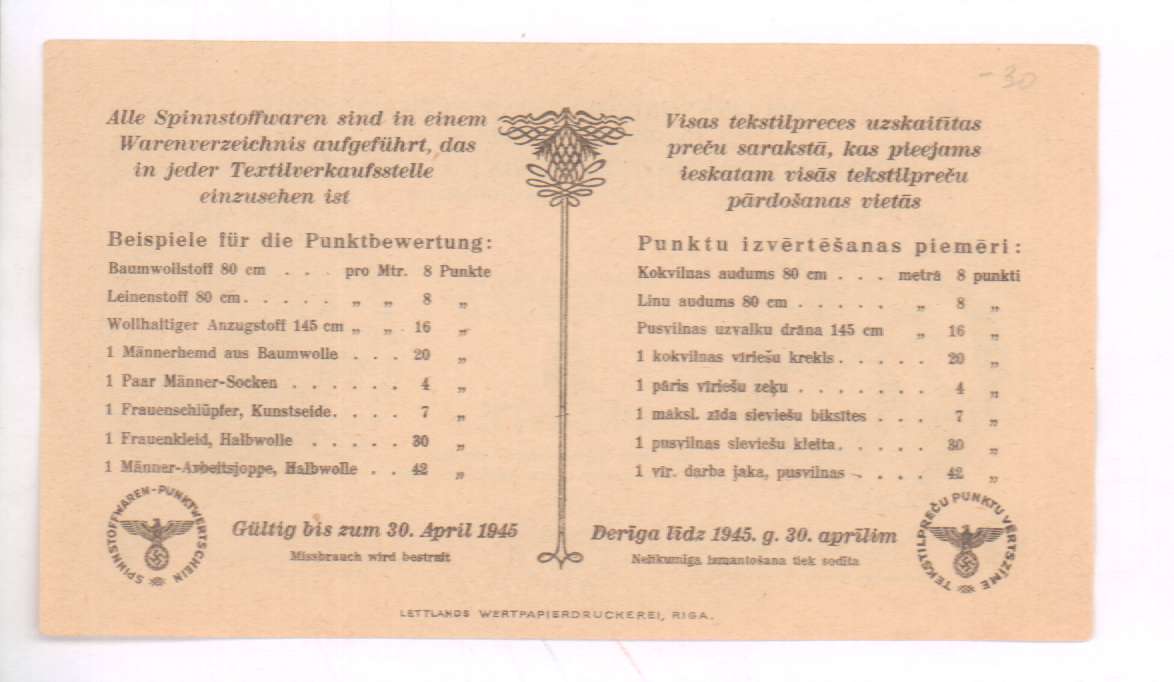 -30
Alle Spinnstoffwaren sind in einem
Warenverzeichnis aufgeführt, das
in jeder Textilverkaufsstelle
einzusehen ist
Beispiele für die Punktbewertung:
Baumwollstoff 80 cm . . . pro Mtr. 8 Punkte
Leinenstoff 80 cm. . . . . „ „ 8 „
Wollhaltiger Anzugstoff 145 cm „ „ . 16 „
1 Männerhemd aus Baumwolle . . . 20 „
1 Paar Männer-Socken . . . . . . 4 „
1 Frauenschlüpfer, Kunstseide. . . . 7 „
1 Frauenkleid, Halbwolle . . . . . 30 „
1 Männer-Arbeitsjoppe, Halbwolle . . 42 „
SPINNSTOFFWAREN-PUNKTWERTSCHEIN
Gültig bis zum 30. April 1945
Missbrauch wird bestraft
Visas tekstilpreces uzskaitītas
preču sarakstā, kas pieejams
ieskatam visās tekstilpreču
pārdošanas vietās
Punktu izvērtēšanas piemēri:
Kokvilnas audums 80 cm . . . metrā 8 punkti
Linu audums 80 cm . . . . . „ 8 „
Pusvilnas uzvalku drāna 145 cm „ 16 „
1 kokvilnas vīriešu krekls. . . . . 20 „
1 pāris vīriešu zeķu . . . . . . . 4 „
1 māksl. zīda sieviešu biksītes . . . 7 „
1 pusvilnas sieviešu kleita. . . . . 30 „
1 vīr. darba jaka, pusvilnas . . . . 42 „
Derīga līdz 1945. g. 30. aprīlim
Nelikumīga izmantošana tiek sodīta
TEKSTILPREČU PUNKTU VĒRTSZĪME
LETTLANDS WERTPAPIERDRUCKEREI, RIGA.